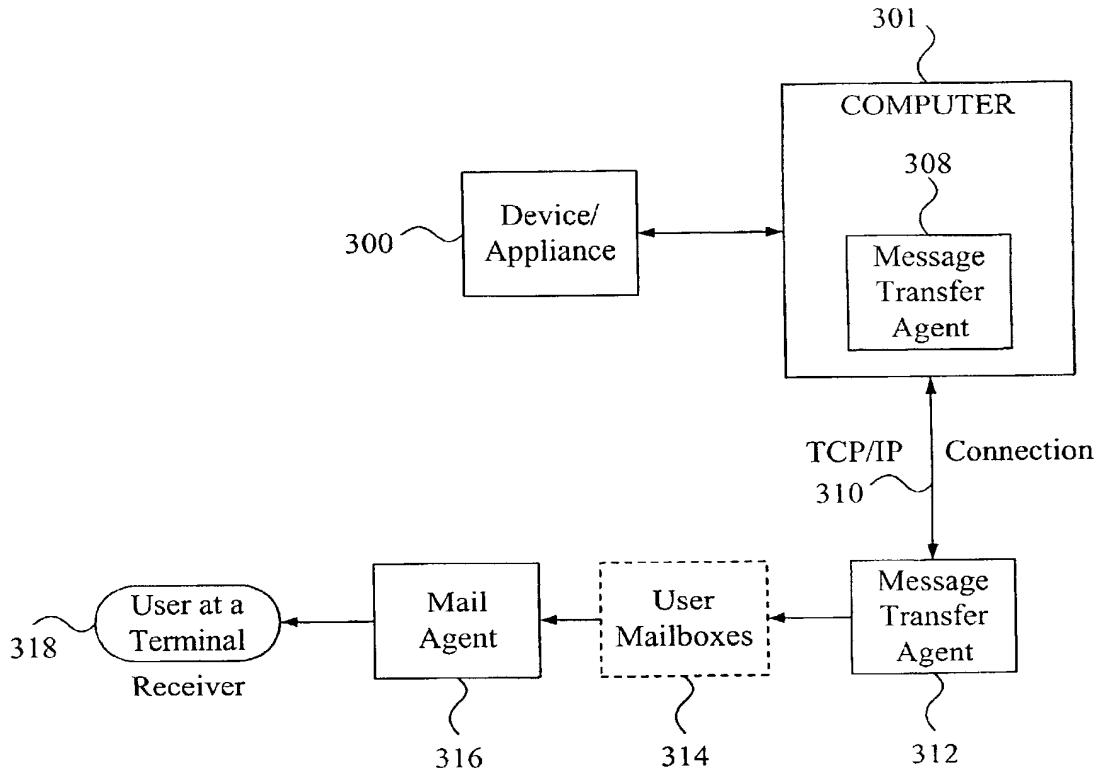 301
COMPUTER
308
Message
Transfer
Agent
Device/
Appliance
300
TCP/IP Connection
310
User at a
Terminal
Receiver
318
Mail
Agent
316
User
Mailboxes
314
Message
Transfer
Agent
312